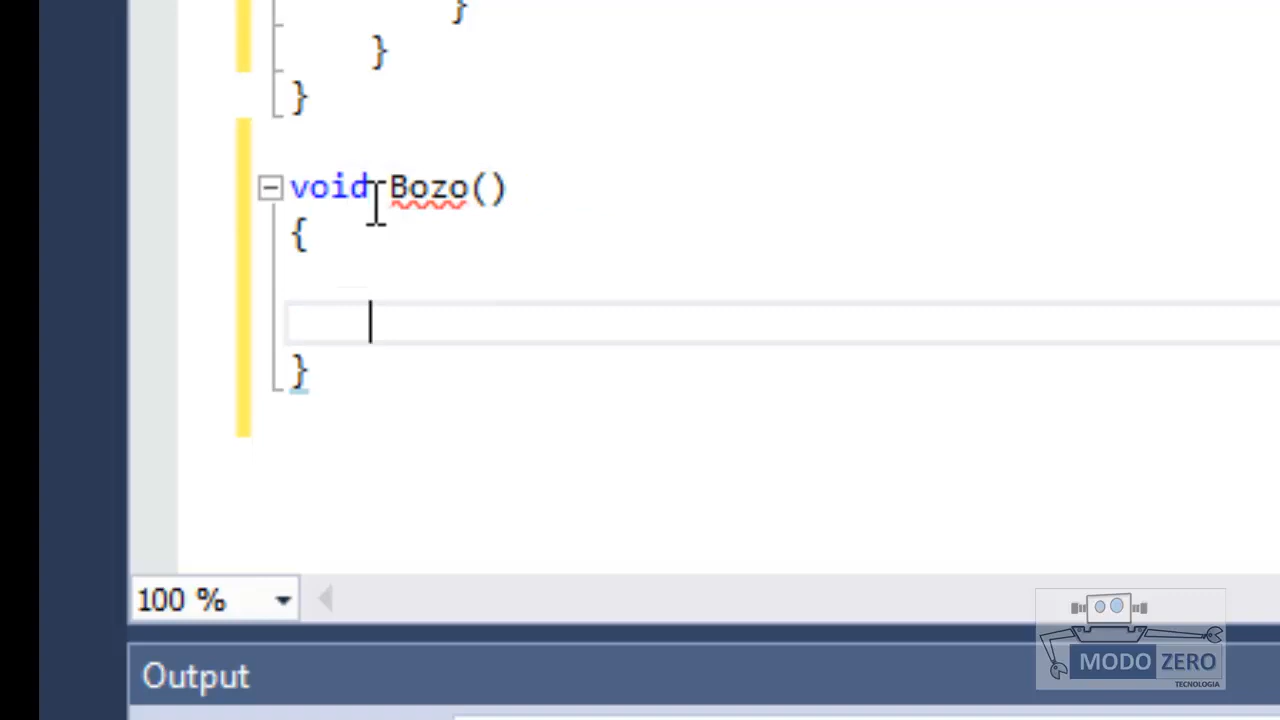 }
}
}
void Bozo()
{
}
100 %
Output
MODO ZERO
TECNOLOGIA